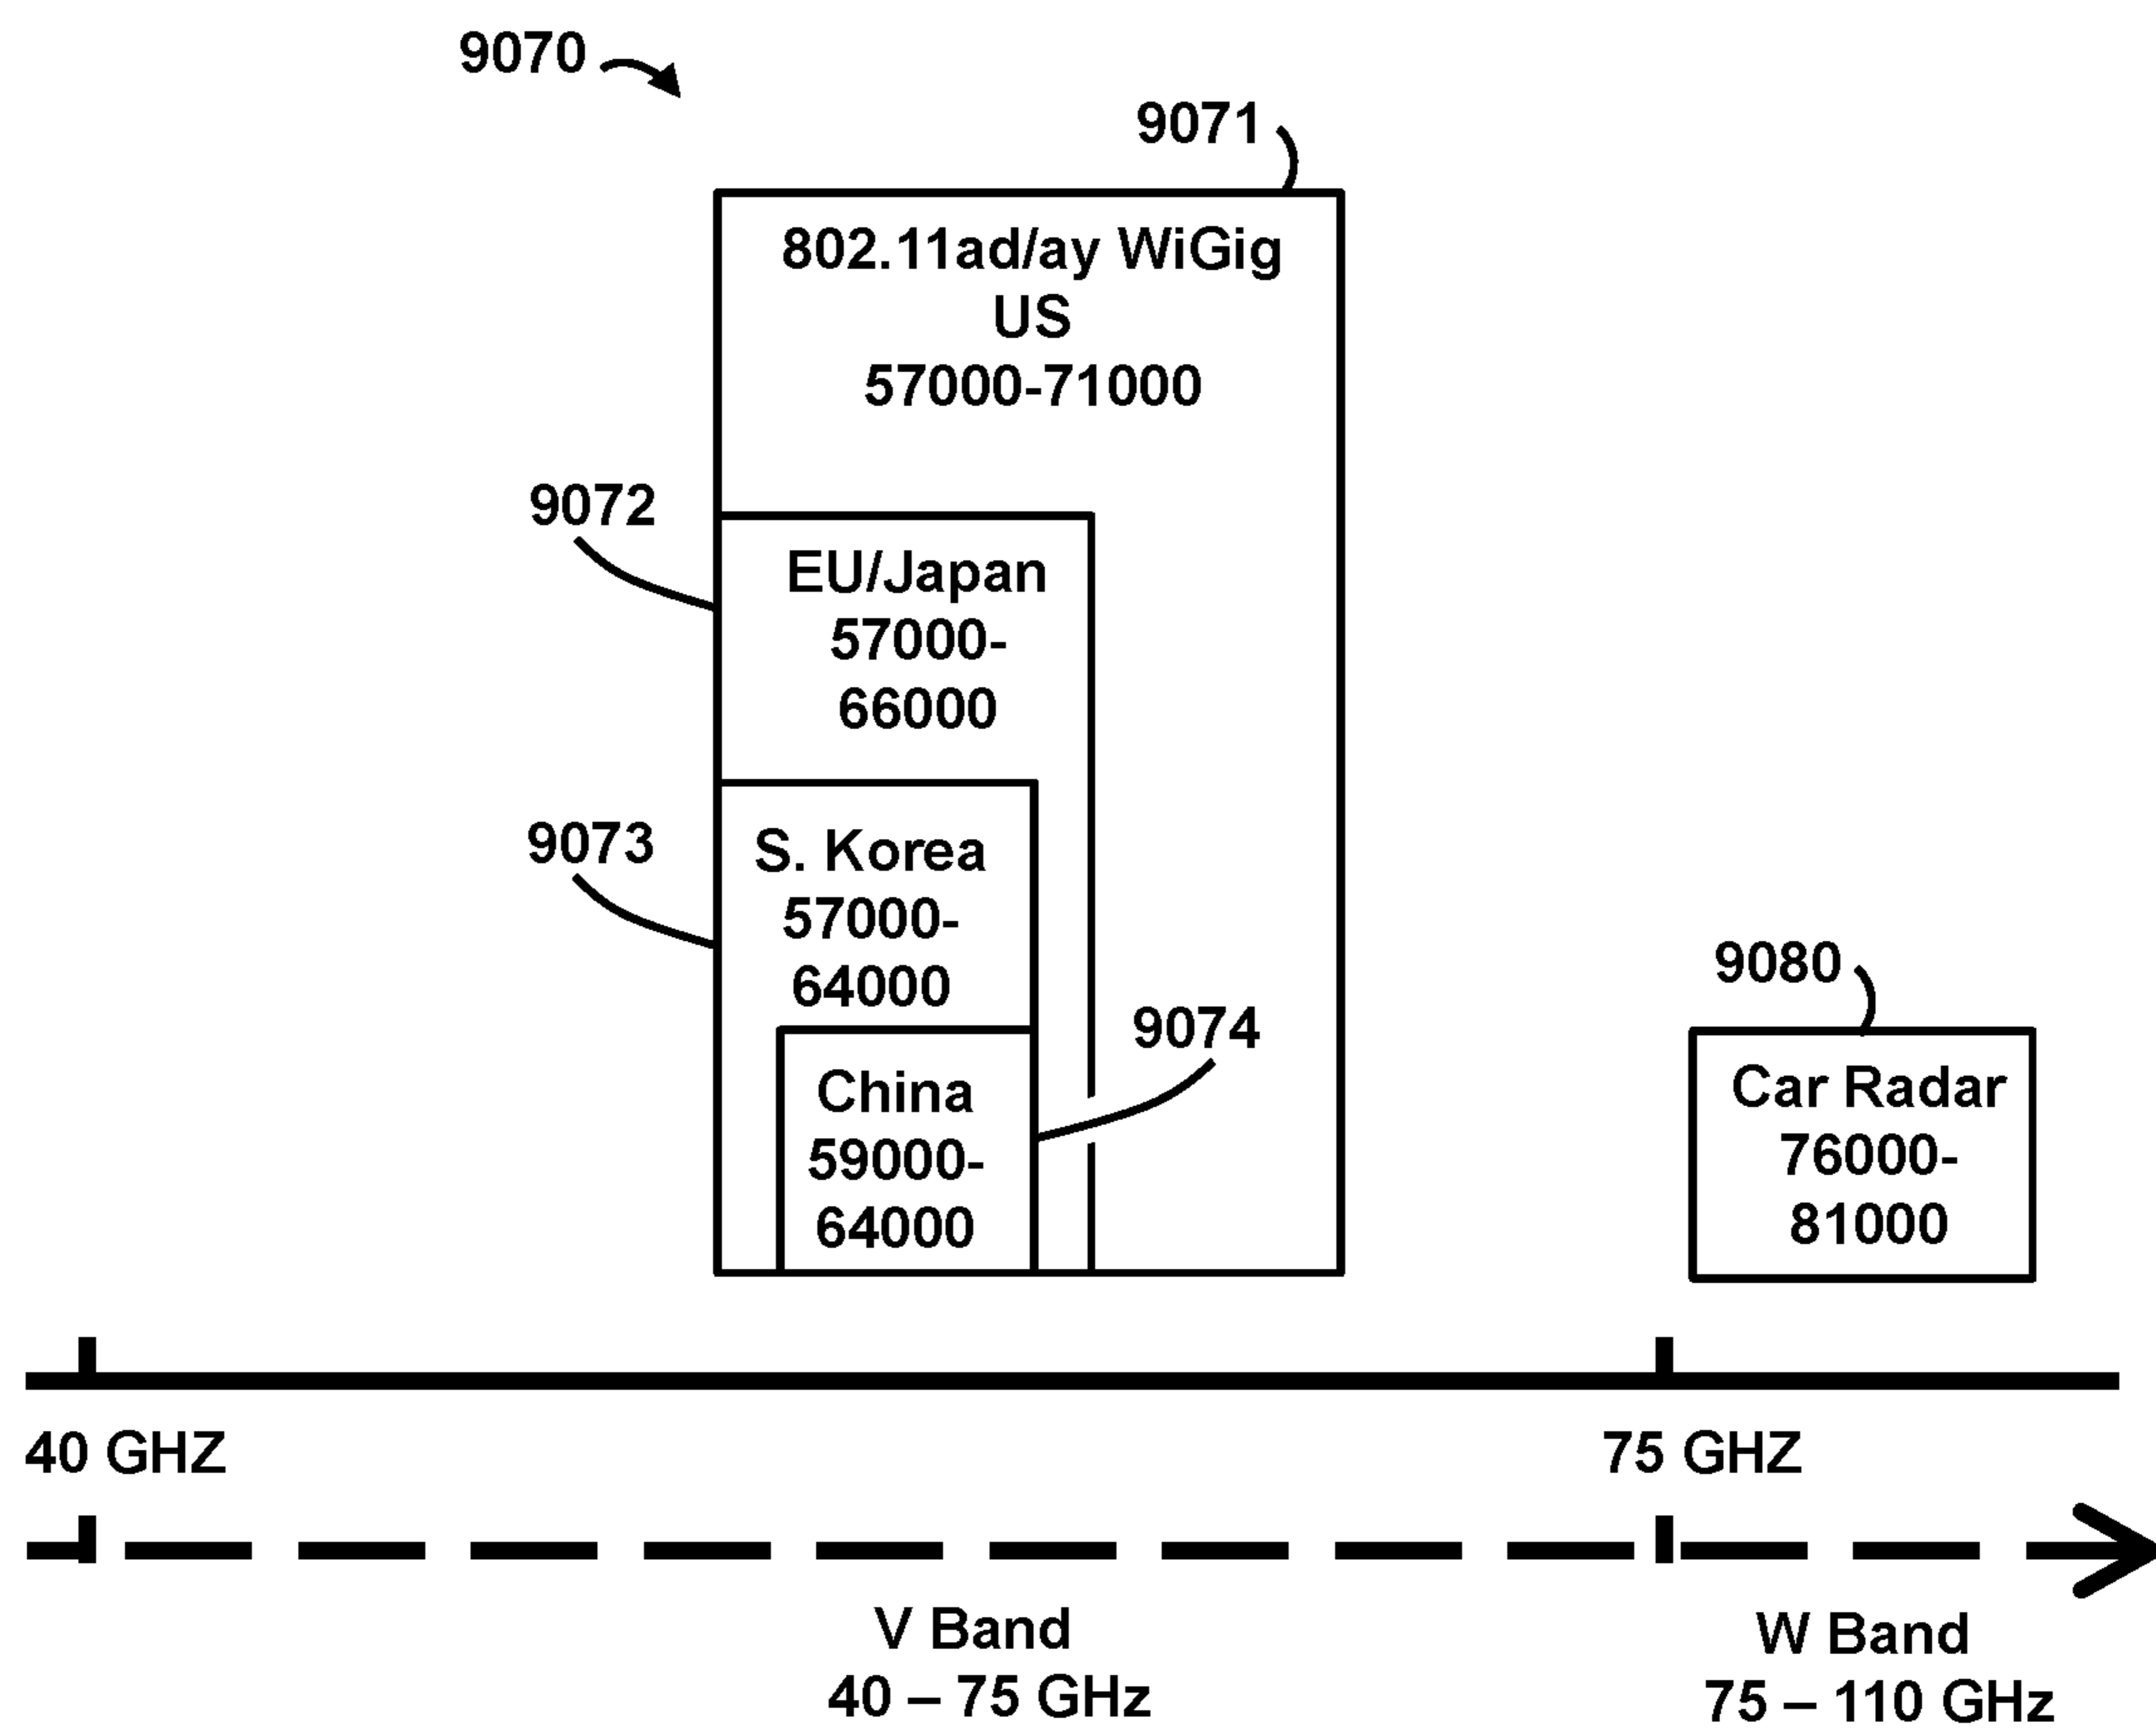 9070
9071
802.11ad/ay WiGig
US
57000-71000
9072
EU/Japan
57000-
66000
9073
S. Korea
57000-
64000
9074
China
59000-
64000
9080
Car Radar
76000-
81000
40 GHZ
75 GHZ
V Band
40 – 75 GHz
W Band
75 – 110 GHz